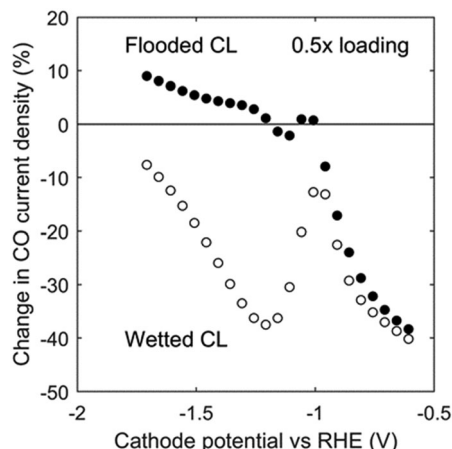 Change in CO current density (%)
20
10
0
-10
-20
-30
-40
-50
Flooded CL
0.5x loading
Wetted CL
-2
-1.5
-1
-0.5
Cathode potential vs RHE (V)